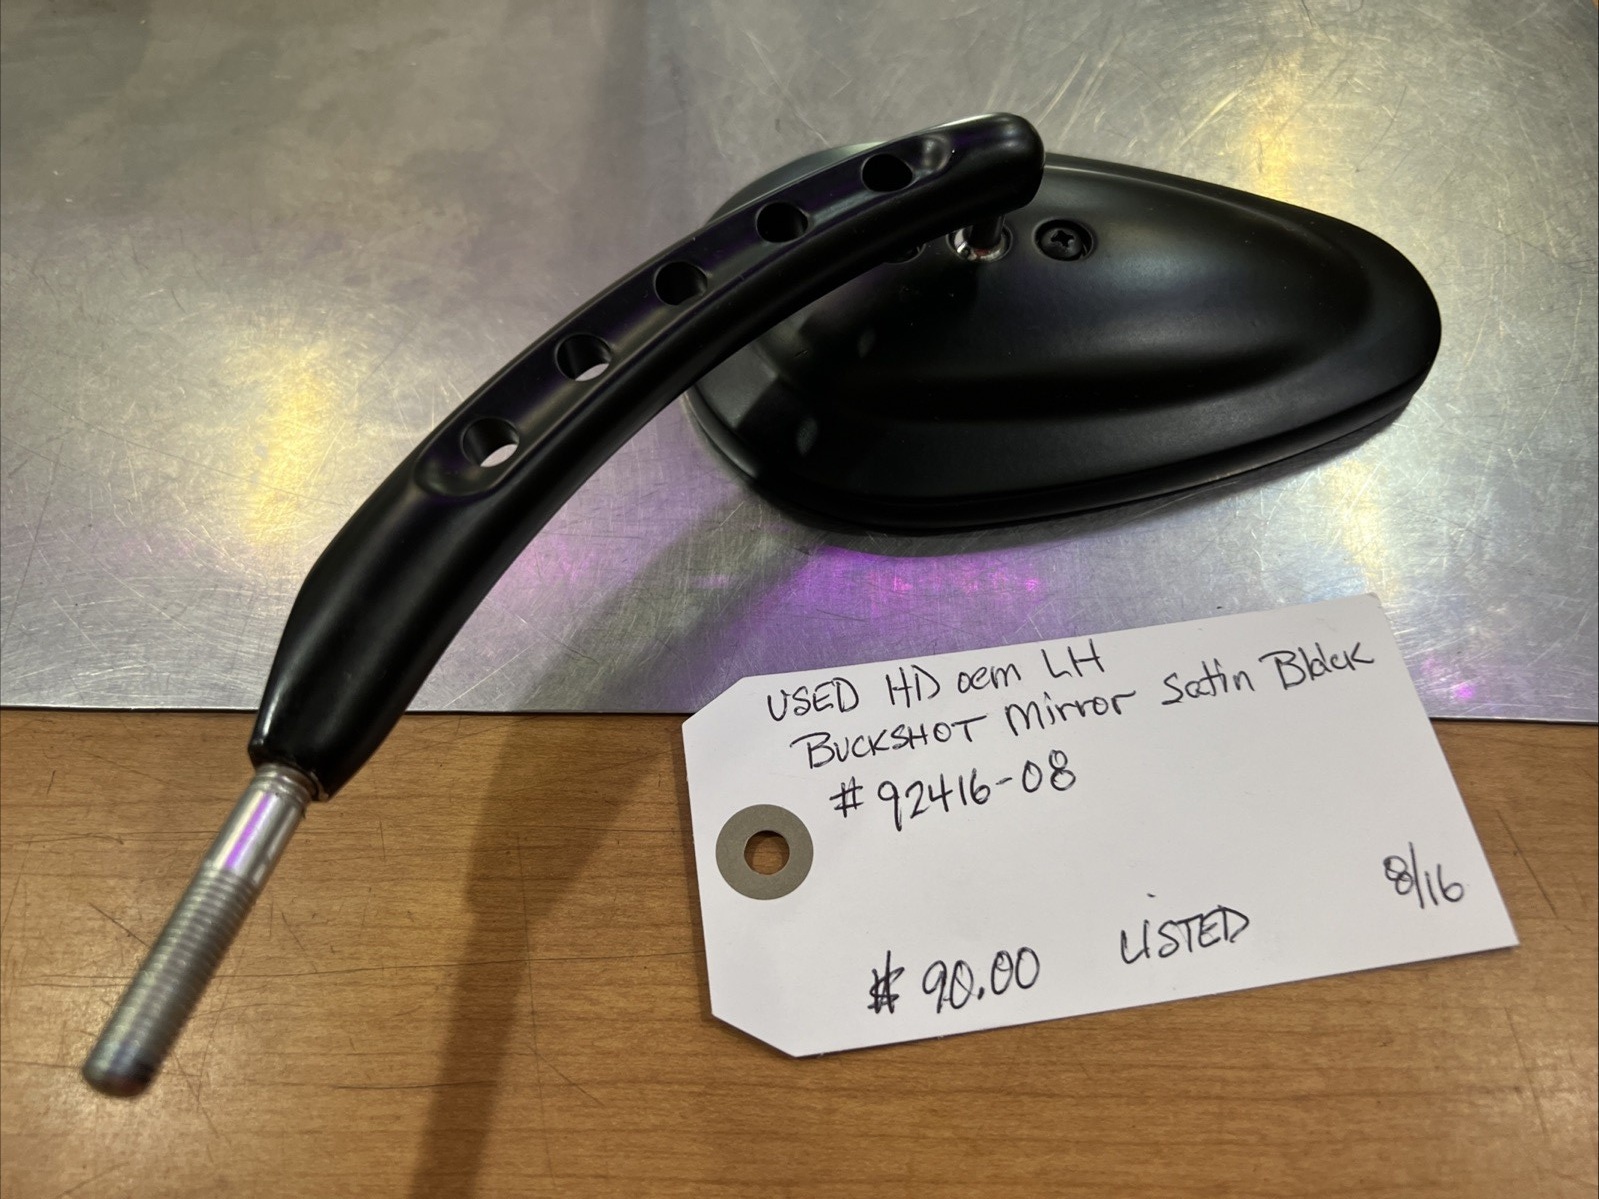 USED HD oem LH
BUCKSHOT Mirror Satin Black
# 92416-08
8/16
$ 90.00 LISTED